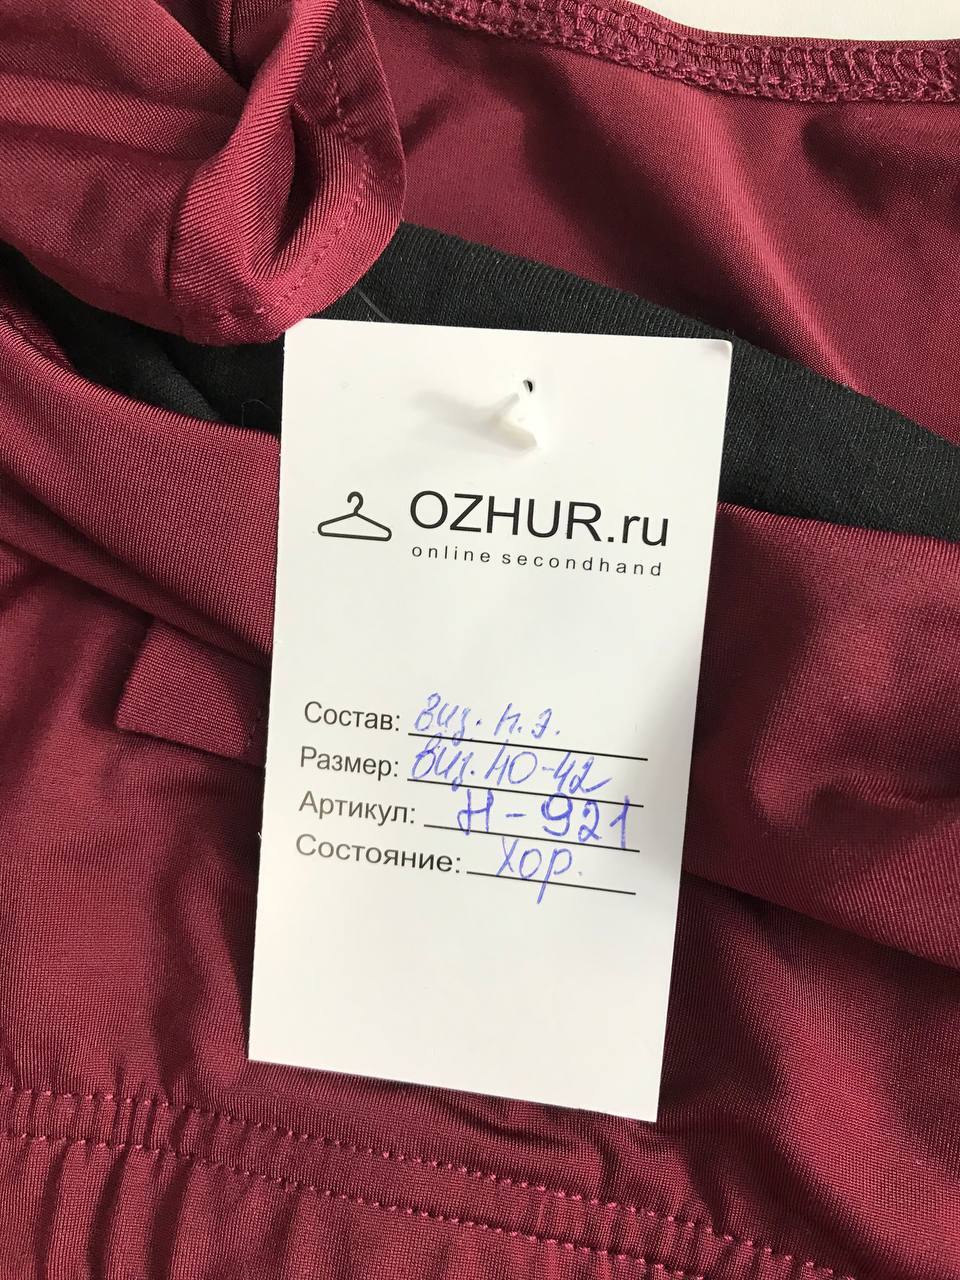 OZHUR.ru
online secondhand
Состав: виз. п.э.
Размер: виз. 40-42
Артикул: Н-921
Состояние: хор.